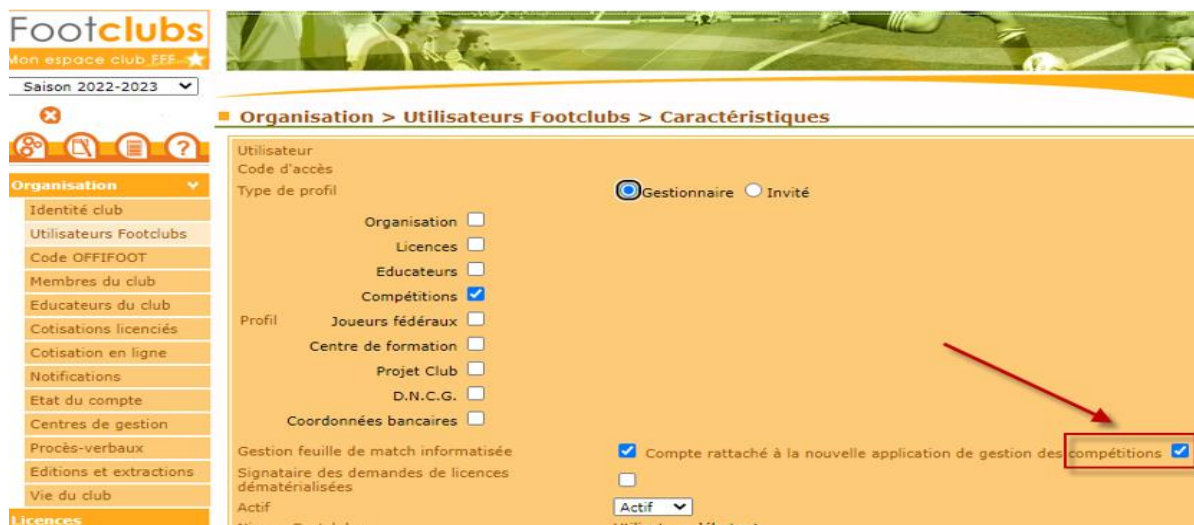 Footclubs
Mon espace club FFF
Saison 2022-2023
Organisation > Utilisateurs Footclubs > Caractéristiques
Organisation
Identité club
Utilisateurs Footclubs
Code OFFIFOOT
Membres du club
Educateurs du club
Cotisations licenciés
Cotisation en ligne
Notifications
Etat du compte
Centres de gestion
Procès-verbaux
Editions et extractions
Vie du club
Licences
Utilisateur
Code d'accès
Type de profil Gestionnaire Invité
Organisation
Licences
Educateurs
Compétitions
Profil Joueurs fédéraux
Centre de formation
Projet Club
D.N.C.G.
Coordonnées bancaires
Gestion feuille de match informatisée Compte rattaché à la nouvelle application de gestion des compétitions
Signataire des demandes de licences
dématérialisées
Actif Actif